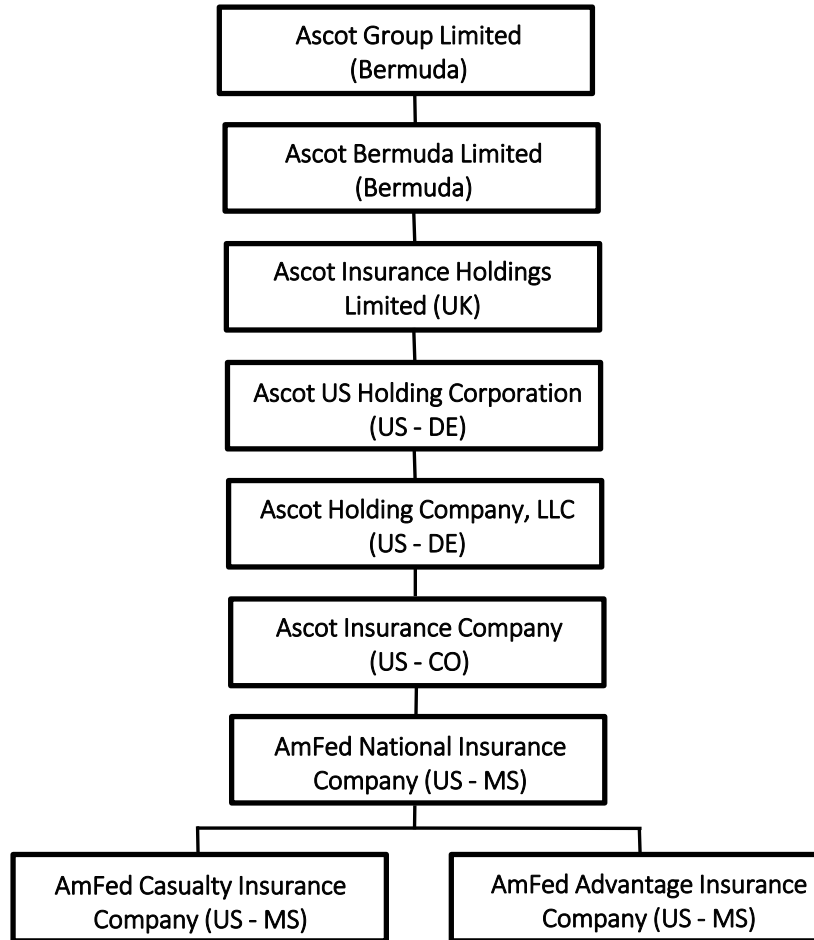 Ascot Group Limited
(Bermuda)
Ascot Bermuda Limited
(Bermuda)
Ascot Insurance Holdings
Limited (UK)
Ascot US Holding Corporation
(US - DE)
Ascot Holding Company, LLC
(US - DE)
Ascot Insurance Company
(US - CO)
AmFed National Insurance
Company (US - MS)
AmFed Casualty Insurance
Company (US - MS)
AmFed Advantage Insurance
Company (US - MS)